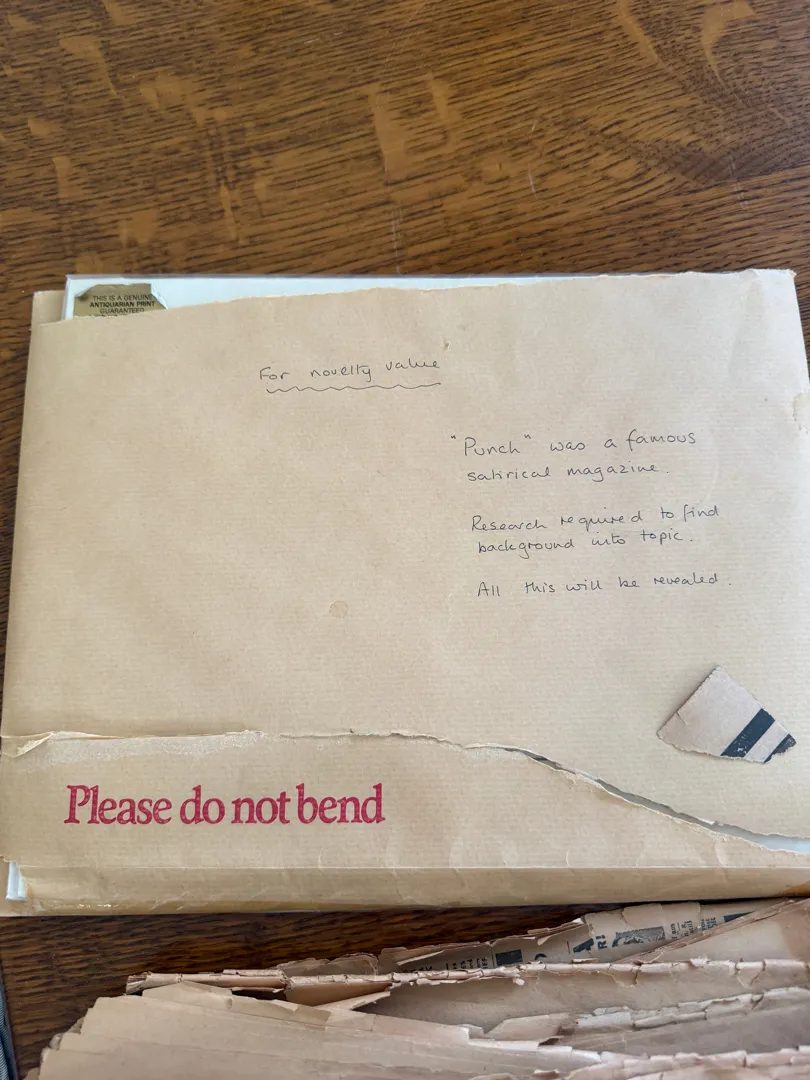 THIS IS A GENUINE
ANTIQUARIAN PRINT
GUARANTEED
For novelty value
"Punch" was a famous
satirical magazine.
Research required to find
background into topic.
All this will be revealed.
Please do not bend